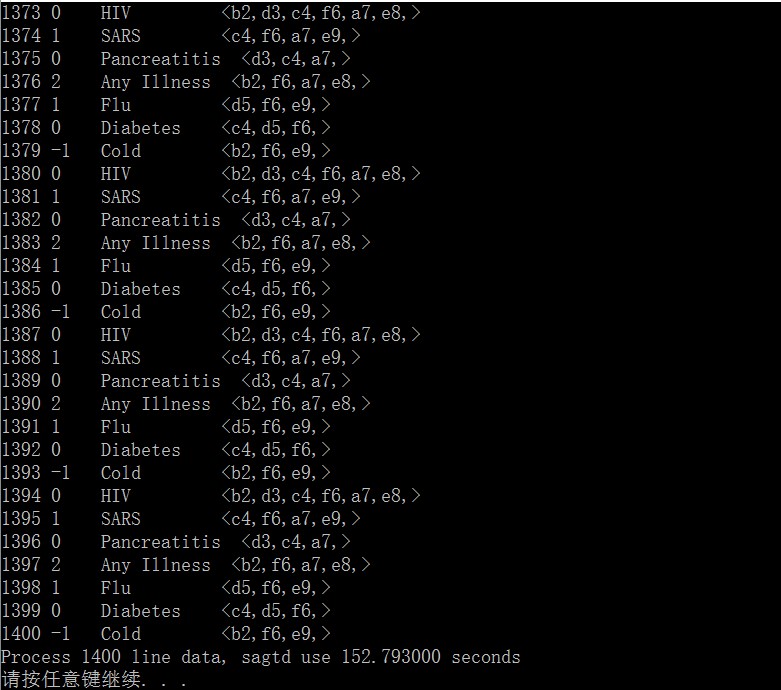 1373 0    HIV         <b2,d3,c4,f6,a7,e8,>
1374 1    SARS        <c4,f6,a7,e9,>
1375 0    Pancreatitis  <d3,c4,a7,>
1376 2    Any Illness  <b2,f6,a7,e8,>
1377 1    Flu         <d5,f6,e9,>
1378 0    Diabetes    <c4,d5,f6,>
1379 -1   Cold        <b2,f6,e9,>
1380 0    HIV         <b2,d3,c4,f6,a7,e8,>
1381 1    SARS        <c4,f6,a7,e9,>
1382 0    Pancreatitis  <d3,c4,a7,>
1383 2    Any Illness  <b2,f6,a7,e8,>
1384 1    Flu         <d5,f6,e9,>
1385 0    Diabetes    <c4,d5,f6,>
1386 -1   Cold        <b2,f6,e9,>
1387 0    HIV         <b2,d3,c4,f6,a7,e8,>
1388 1    SARS        <c4,f6,a7,e9,>
1389 0    Pancreatitis  <d3,c4,a7,>
1390 2    Any Illness  <b2,f6,a7,e8,>
1391 1    Flu         <d5,f6,e9,>
1392 0    Diabetes    <c4,d5,f6,>
1393 -1   Cold        <b2,f6,e9,>
1394 0    HIV         <b2,d3,c4,f6,a7,e8,>
1395 1    SARS        <c4,f6,a7,e9,>
1396 0    Pancreatitis  <d3,c4,a7,>
1397 2    Any Illness  <b2,f6,a7,e8,>
1398 1    Flu         <d5,f6,e9,>
1399 0    Diabetes    <c4,d5,f6,>
1400 -1   Cold        <b2,f6,e9,>
Process 1400 line data, sagtd use 152.793000 seconds
请按任意键继续. . .